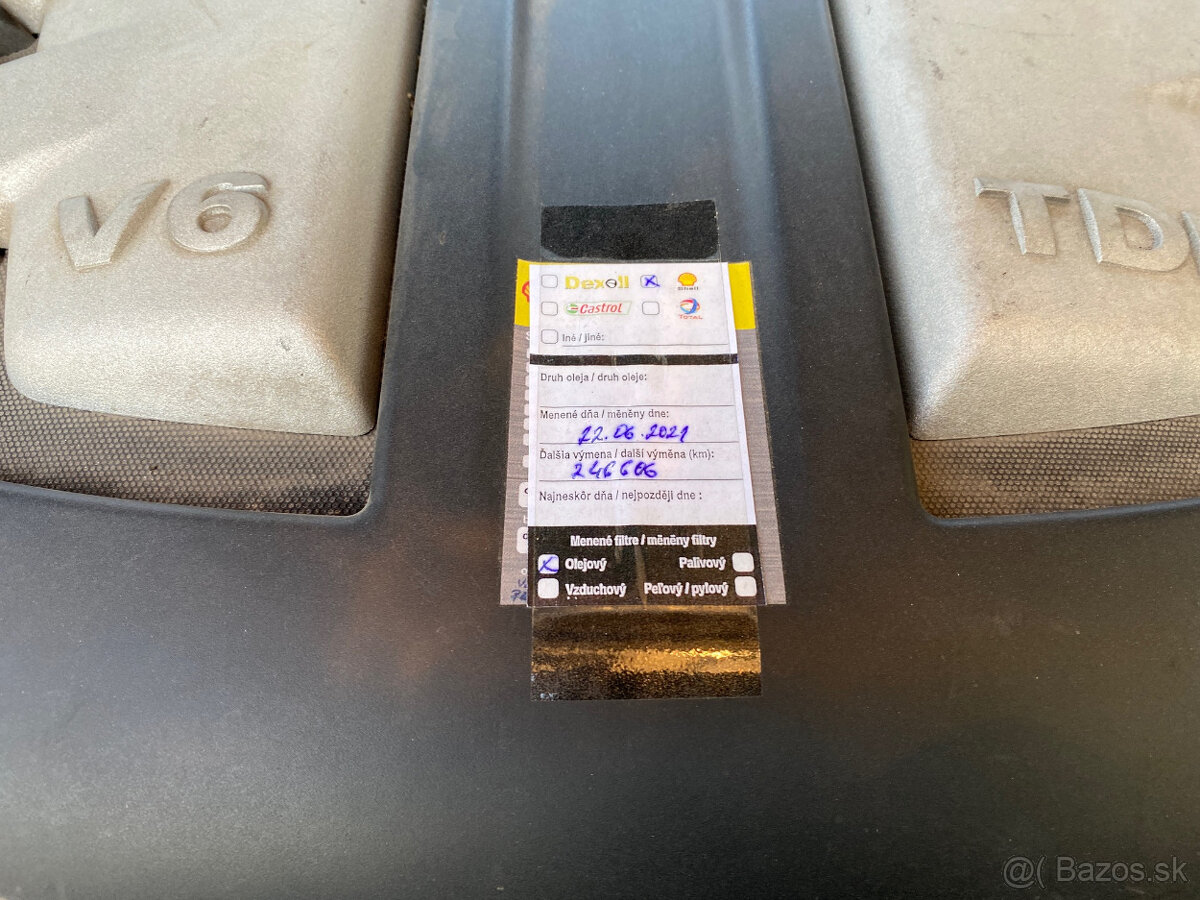 V6
TDI
Dexoll
Shell
Castrol
TOTAL
Iné / jiné:
Druh oleja / druh oleje:
Menené dňa / měněny dne:
22.06.2021
Ďalšia výmena / další výměna (km):
246606
Najneskôr dňa / nejpozději dne :
Menené filtre / měněny filtry
Olejový Palivový
Vzduchový Peľový / pylový
@( Bazos.sk